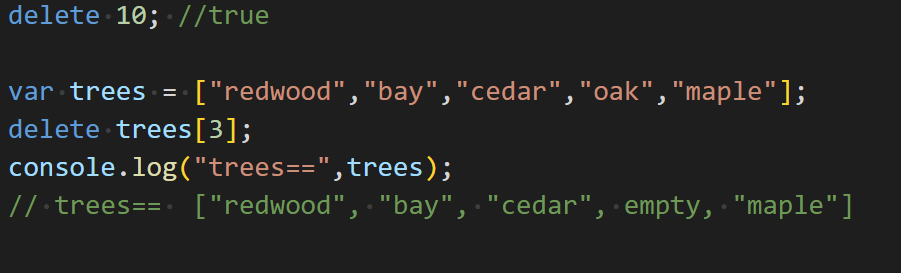 delete 10; //true
var trees = ["redwood","bay","cedar","oak","maple"];
delete trees[3];
console.log("trees==",trees);
// trees==  ["redwood", "bay", "cedar", empty, "maple"]